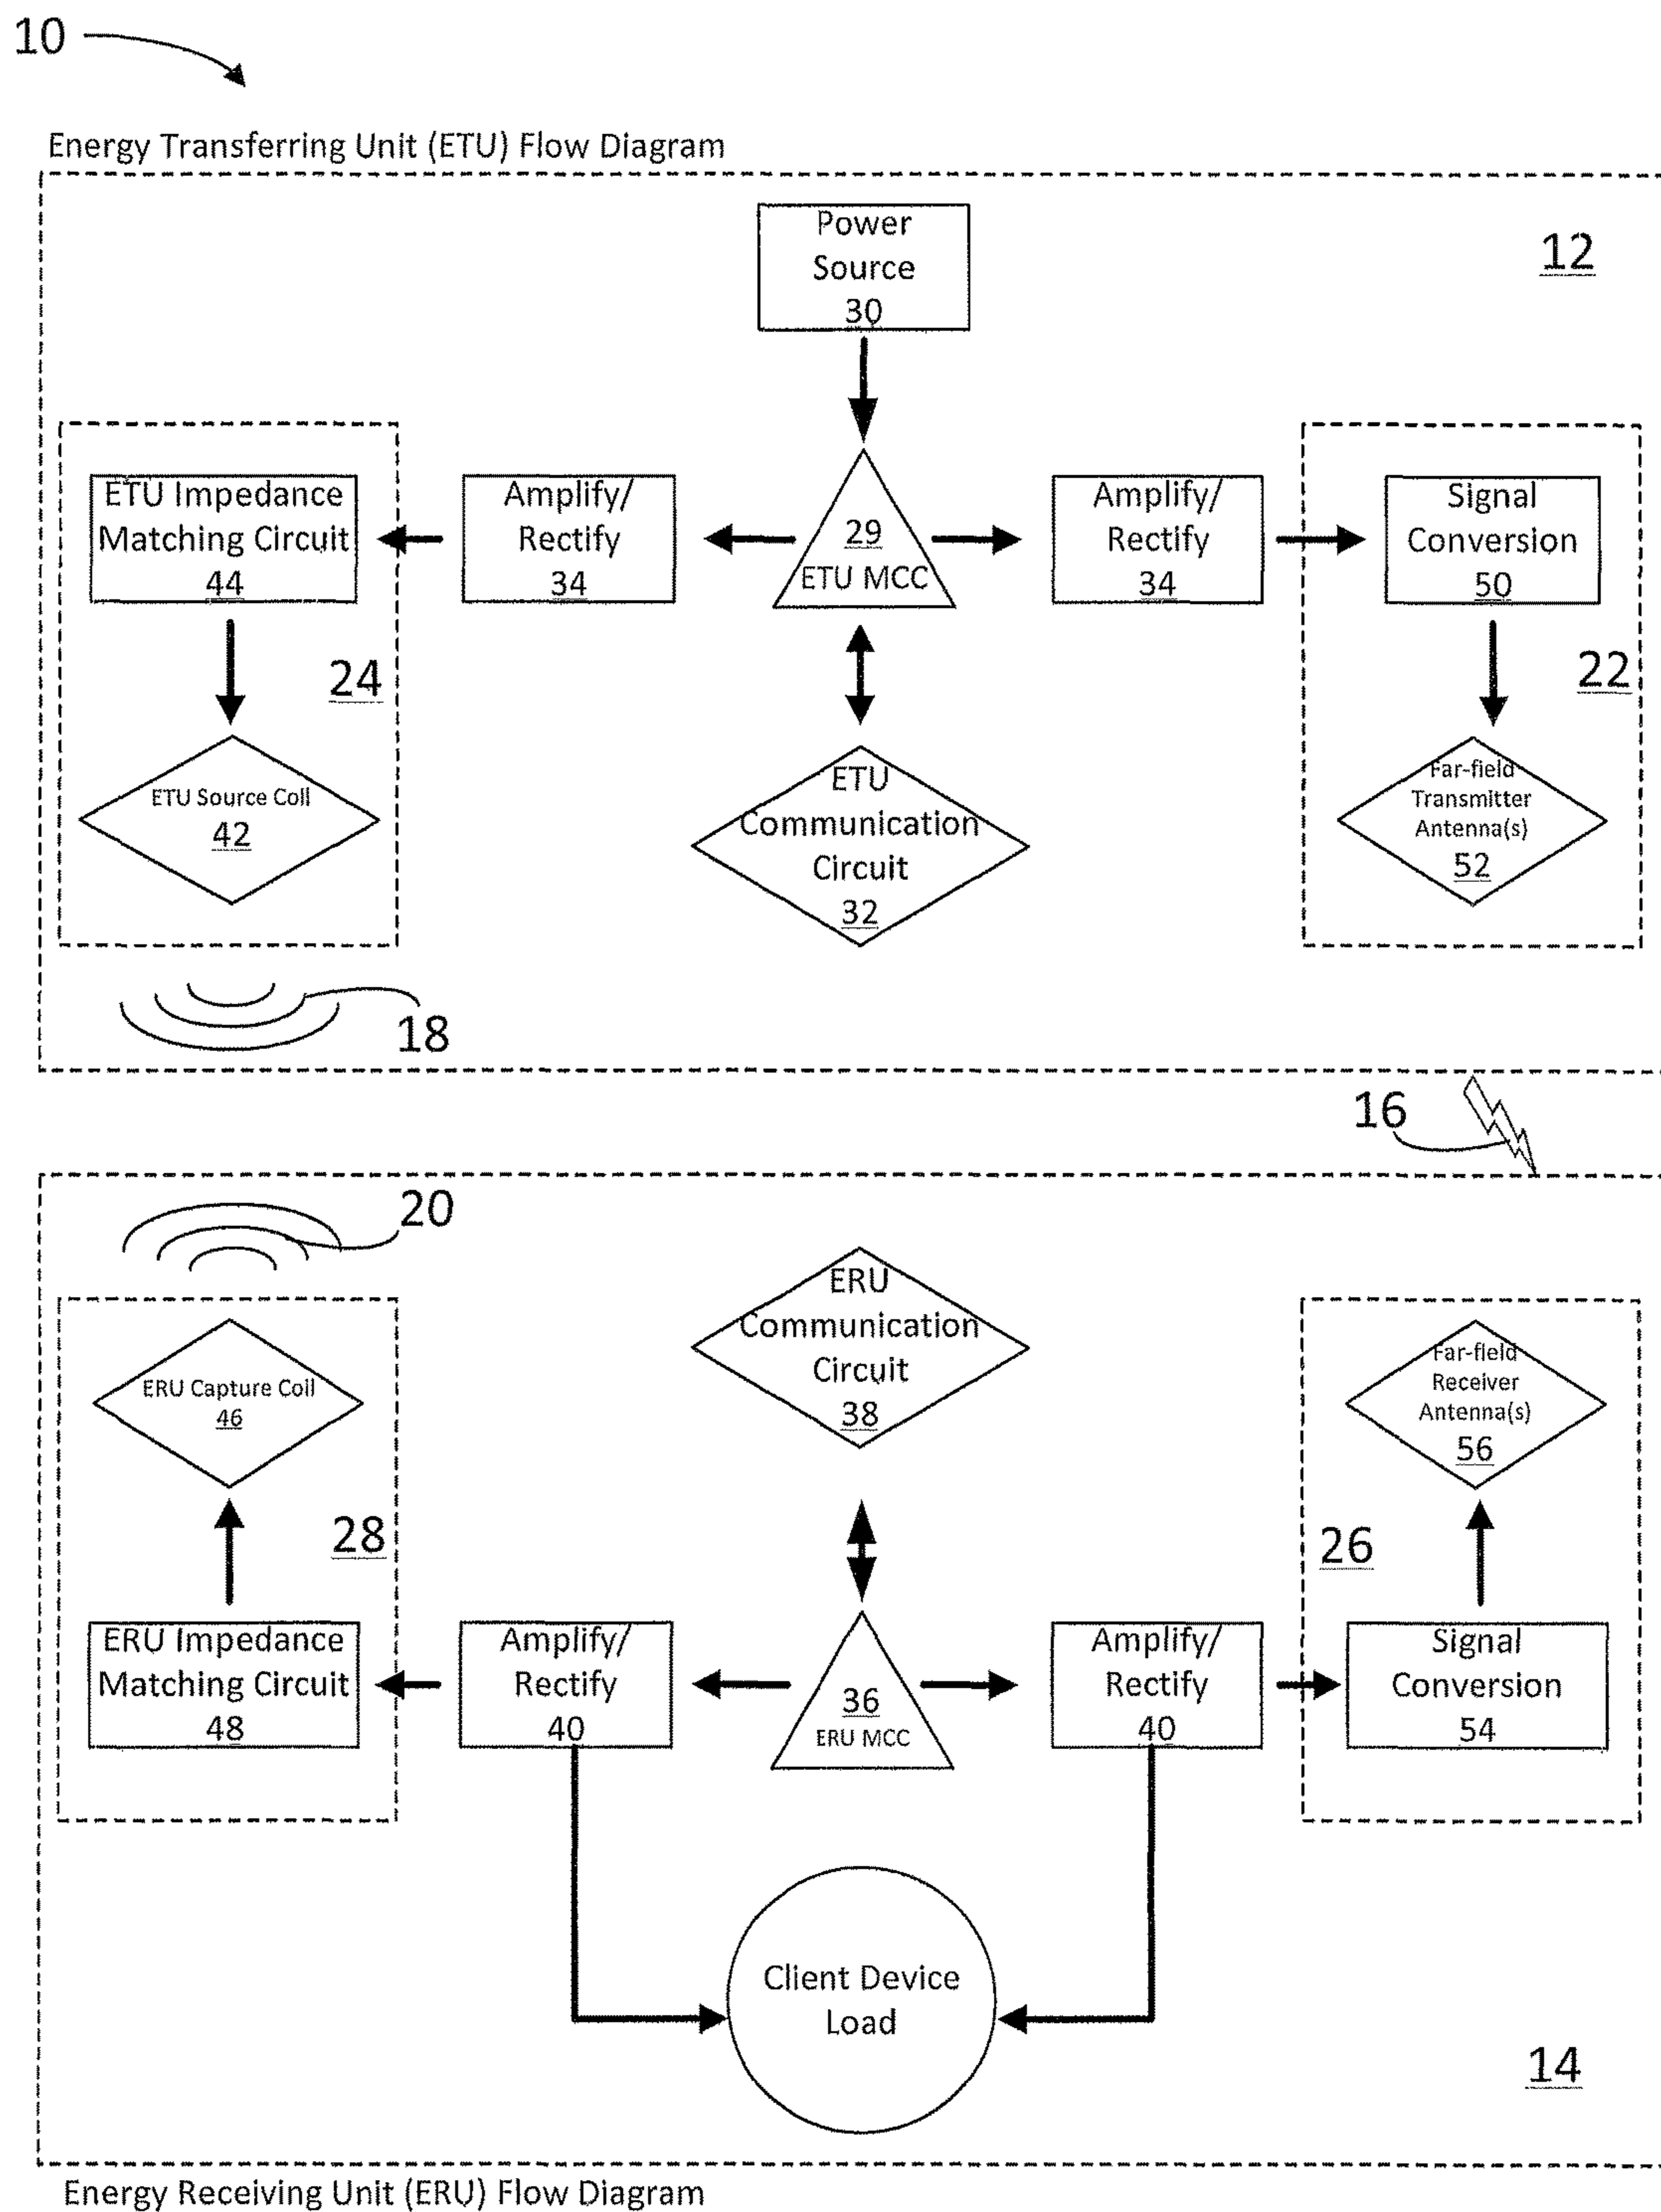 10
Energy Transferring Unit (ETU) Flow Diagram
Power
Source
30
12
ETU Impedance
Matching Circuit
44
Amplify/
Rectify
34
29
ETU MCC
Amplify/
Rectify
34
Signal
Conversion
50
24
22
ETU Source Coil
42
ETU
Communication
Circuit
32
Far-field
Transmitter
Antenna(s)
52
18
16
20
ERU Capture Coil
46
ERU
Communication
Circuit
38
Far-field
Receiver
Antenna(s)
56
28
26
ERU Impedance
Matching Circuit
48
Amplify/
Rectify
40
36
ERU MCC
Amplify/
Rectify
40
Signal
Conversion
54
Client Device
Load
14
Energy Receiving Unit (ERU) Flow Diagram